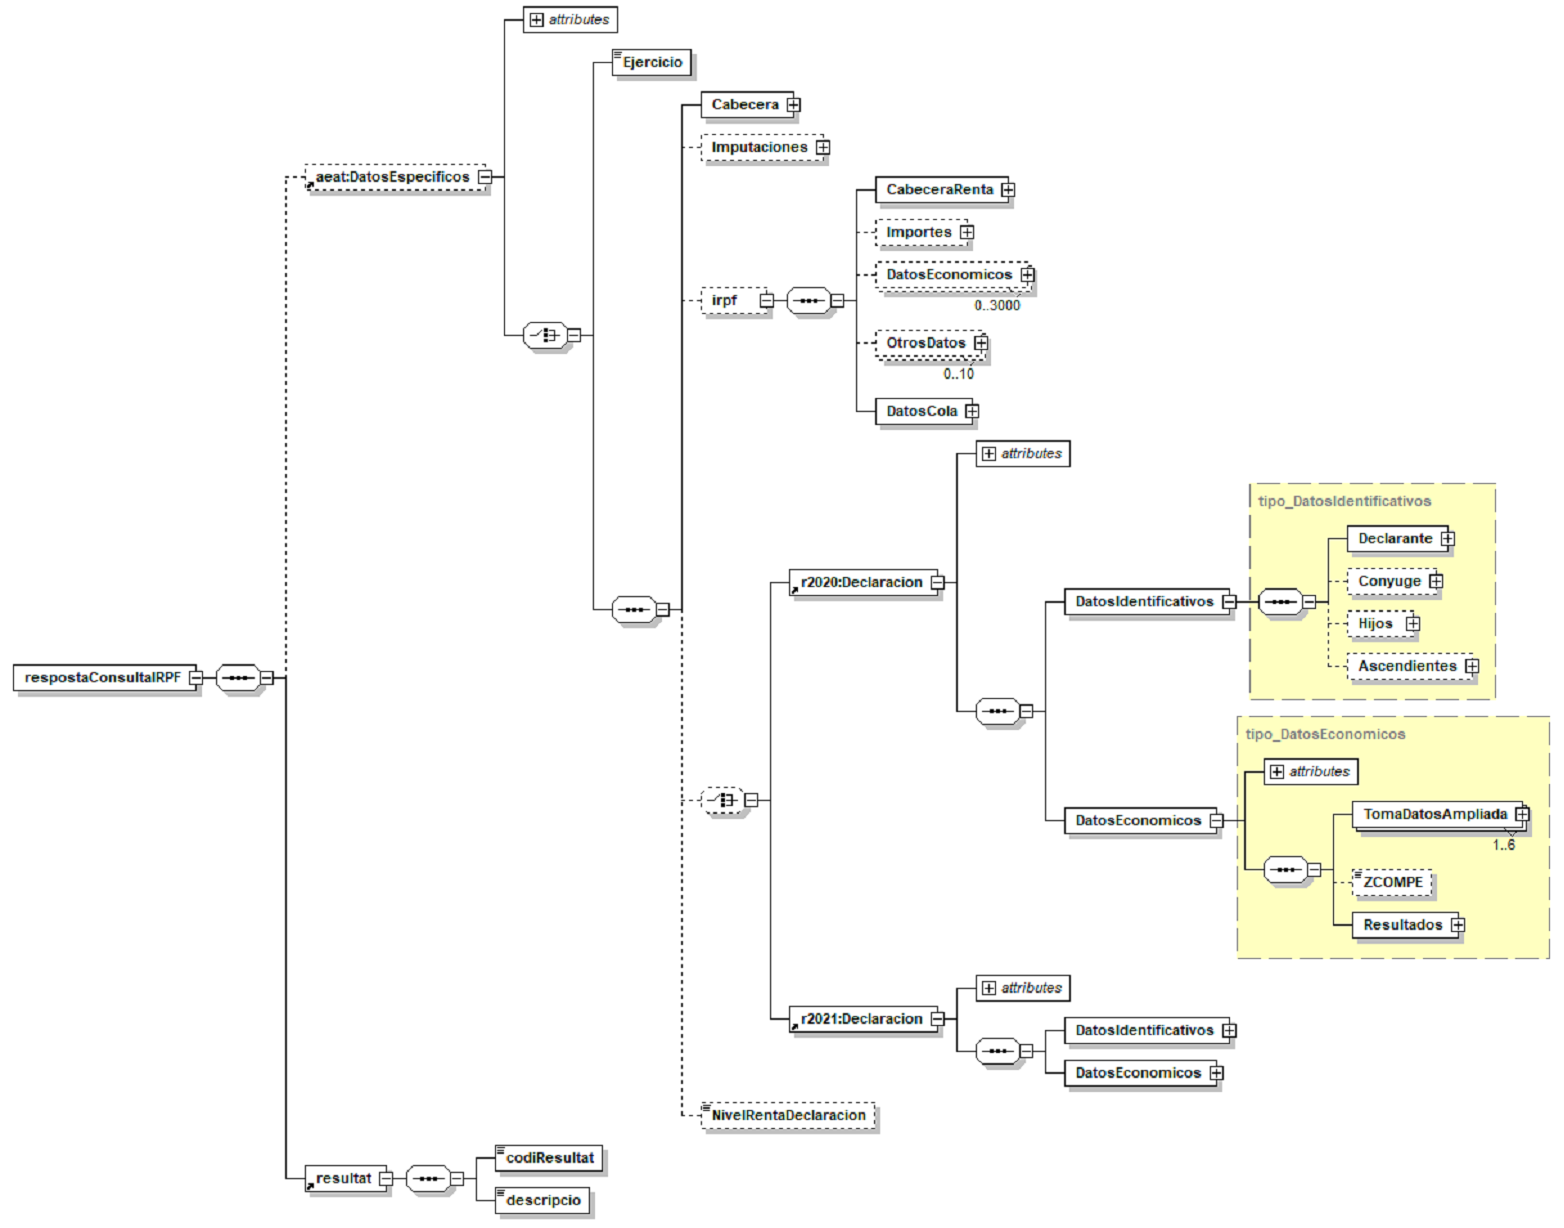 attributes
Ejercicio
Cabecera
Imputaciones
aeat:DatosEspecificos
CabeceraRenta
Importes
DatosEconomicos
0..3000
irpf
OtrosDatos
0..10
DatosCola
attributes
tipo_DatosIdentificativos
Declarante
r2020:Declaracion
Conyuge
DatosIdentificativos
Hijos
Ascendientes
respostaConsultaIRPF
tipo_DatosEconomicos
attributes
TomaDatosAmpliada
1..6
DatosEconomicos
ZCOMPE
Resultados
attributes
r2021:Declaracion
DatosIdentificativos
DatosEconomicos
NivelRentaDeclaracion
codiResultat
resultat
descripcio